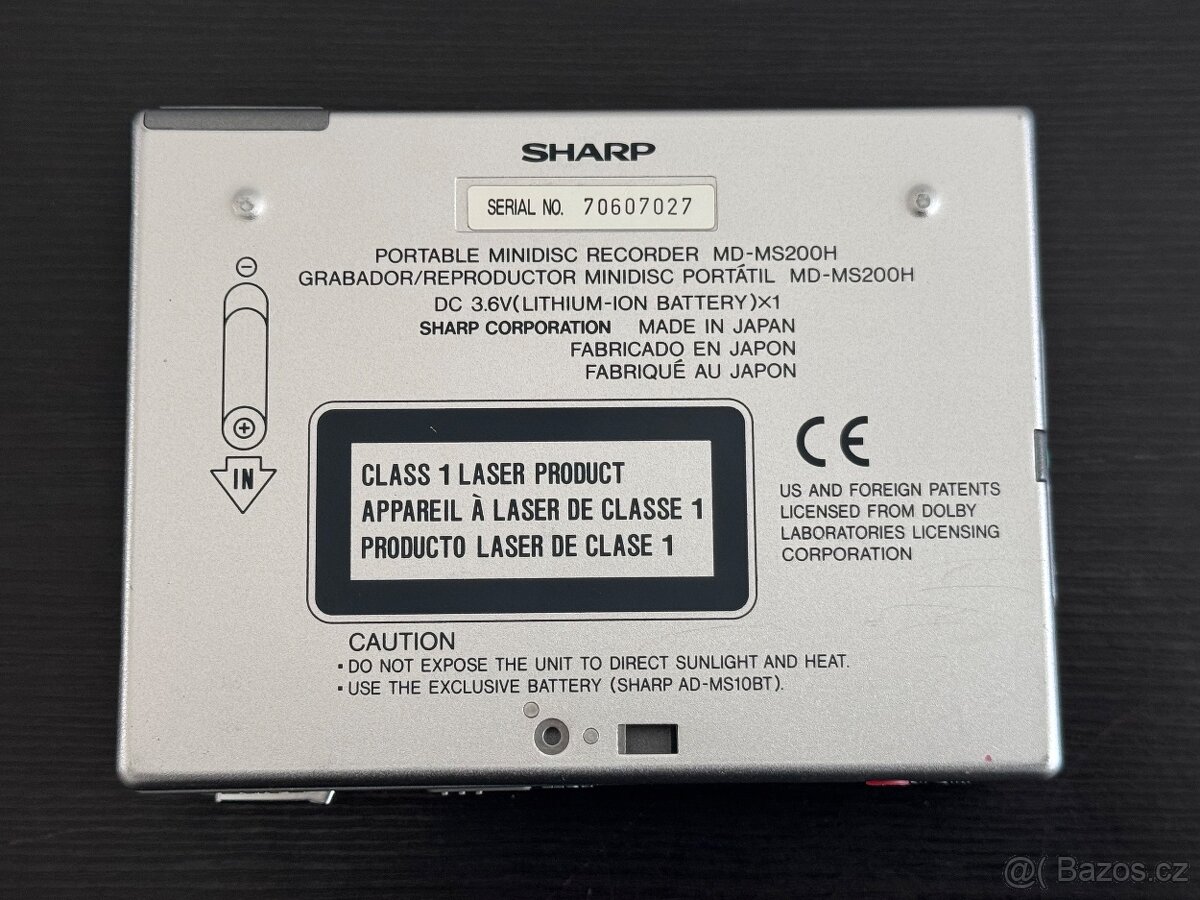 SHARP
SERIAL NO. 70607027
PORTABLE MINIDISC RECORDER MD-MS200H
GRABADOR/REPRODUCTOR MINIDISC PORTÁTIL MD-MS200H
DC 3.6V(LITHIUM-ION BATTERY)×1
SHARP CORPORATION MADE IN JAPAN
FABRICADO EN JAPON
FABRIQUÉ AU JAPON
⊖
⊕
IN
CLASS 1 LASER PRODUCT
APPAREIL À LASER DE CLASSE 1
PRODUCTO LASER DE CLASE 1
CE
US AND FOREIGN PATENTS
LICENSED FROM DOLBY
LABORATORIES LICENSING
CORPORATION
CAUTION
▪ DO NOT EXPOSE THE UNIT TO DIRECT SUNLIGHT AND HEAT.
▪ USE THE EXCLUSIVE BATTERY (SHARP AD-MS10BT).
@( Bazos.cz